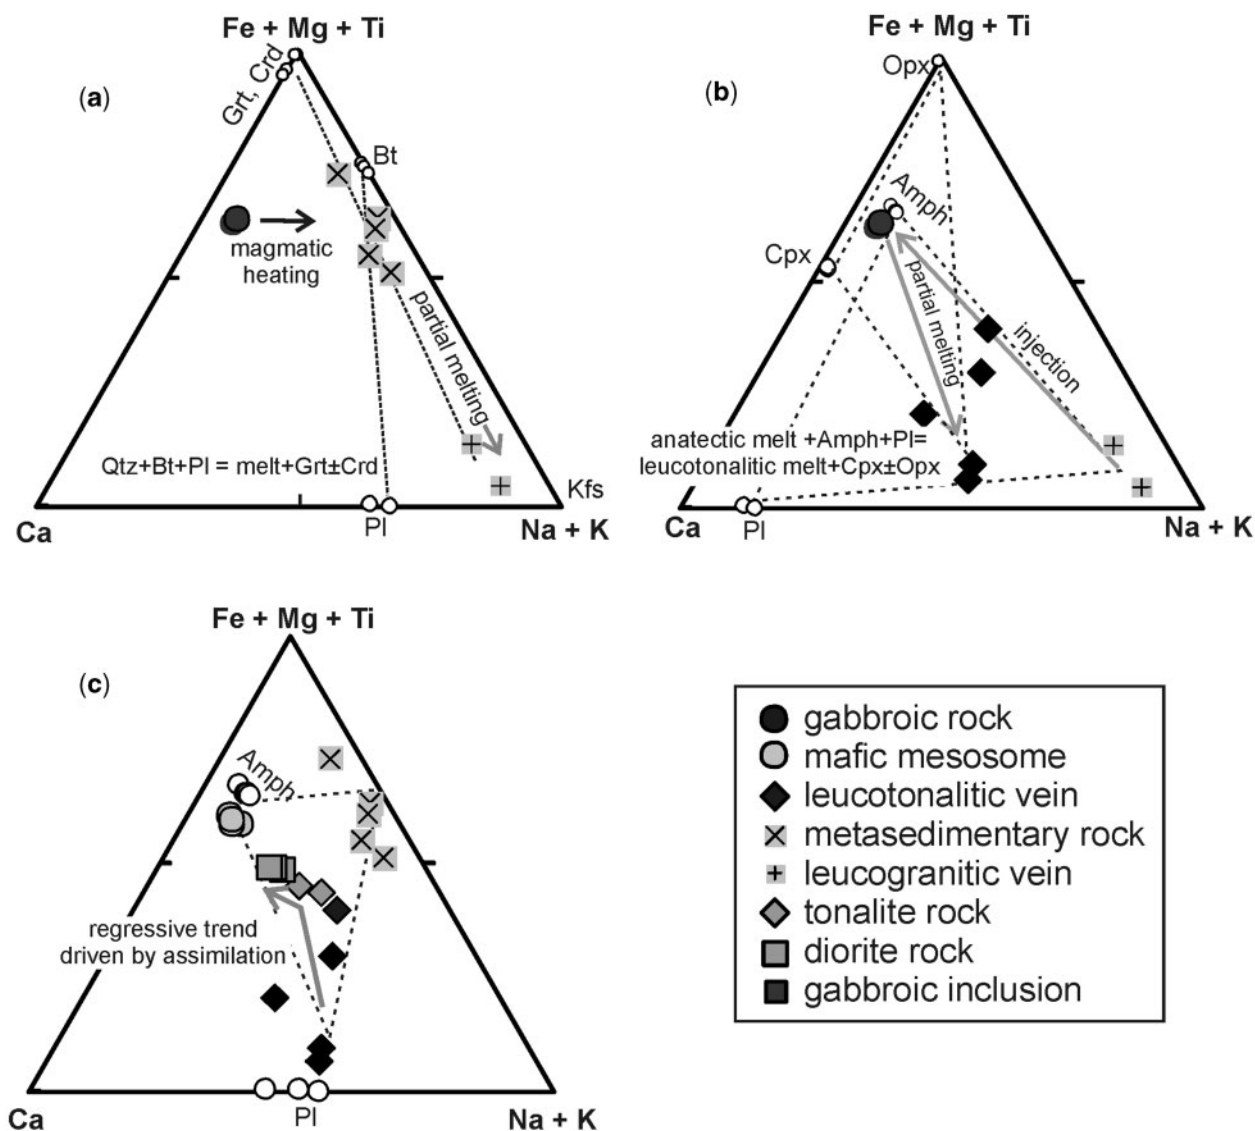 Fe + Mg + Ti
(a)
Grt, Crd
Bt
magmatic
heating
partial melting
Qtz+Bt+Pl = melt+Grt±Crd
Kfs
Ca
Pl
Na + K
Fe + Mg + Ti
(b)
Opx
Amph
Cpx
partial melting
injection
anatectic melt +Amph+Pl=
leucotonalitic melt+Cpx±Opx
Ca
Pl
Na + K
Fe + Mg + Ti
(c)
Amph
regressive trend
driven by assimilation
Ca
Pl
Na + K
gabbroic rock
mafic mesosome
leucotonalitic vein
metasedimentary rock
leucogranitic vein
tonalite rock
diorite rock
gabbroic inclusion